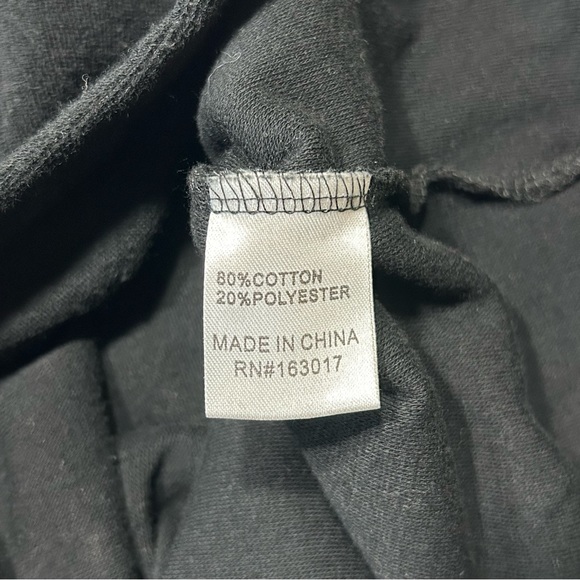 80%COTTON
20%POLYESTER
MADE IN CHINA
RN#163017